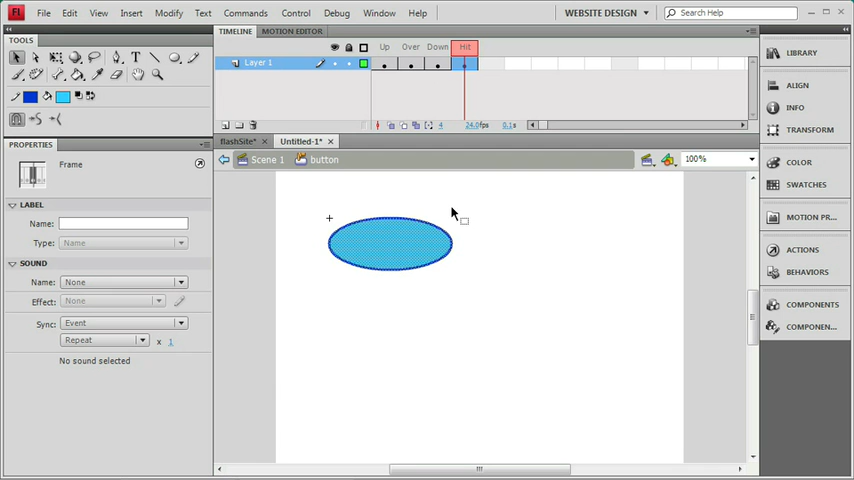 Fl File Edit View Insert Modify Text Commands Control Debug Window Help WEBSITE DESIGN Search Help
TOOLS
TIMELINE MOTION EDITOR
Up Over Down Hit
Layer 1
4 24.0fps 0.1s
flashSite* Untitled-1*
Scene 1 button 100%
PROPERTIES
Frame
LABEL
Name:
Type: Name
SOUND
Name: None
Effect: None
Sync: Event
Repeat x 1
No sound selected
LIBRARY
ALIGN
INFO
TRANSFORM
COLOR
SWATCHES
MOTION PR...
ACTIONS
BEHAVIORS
COMPONENTS
COMPONEN...